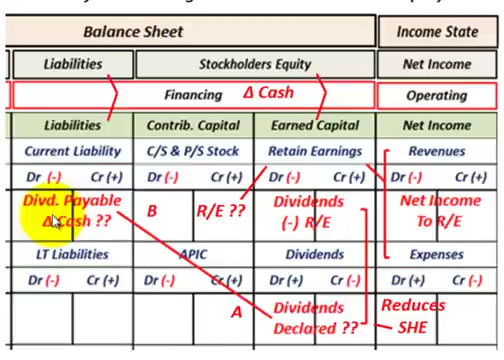 Balance Sheet Income State
Liabilities Stockholders Equity Net Income
Financing Δ Cash Operating
Liabilities Contrib. Capital Earned Capital Net Income
Current Liability C/S & P/S Stock Retain Earnings Revenues
Dr (-) Cr (+) Dr (-) Cr (+) Dr (-) Cr (+) Dr (-) Cr (+)
Divd. Payable B R/E ?? Dividends Net Income
Δ Cash ?? (-) R/E To R/E
LT Liabilities APIC Dividends Expenses
Dr (-) Cr (+) Dr (-) Cr (+) Dr (+) Cr (-) Dr (+) Cr (-)
A Dividends Reduces
Declared ?? SHE